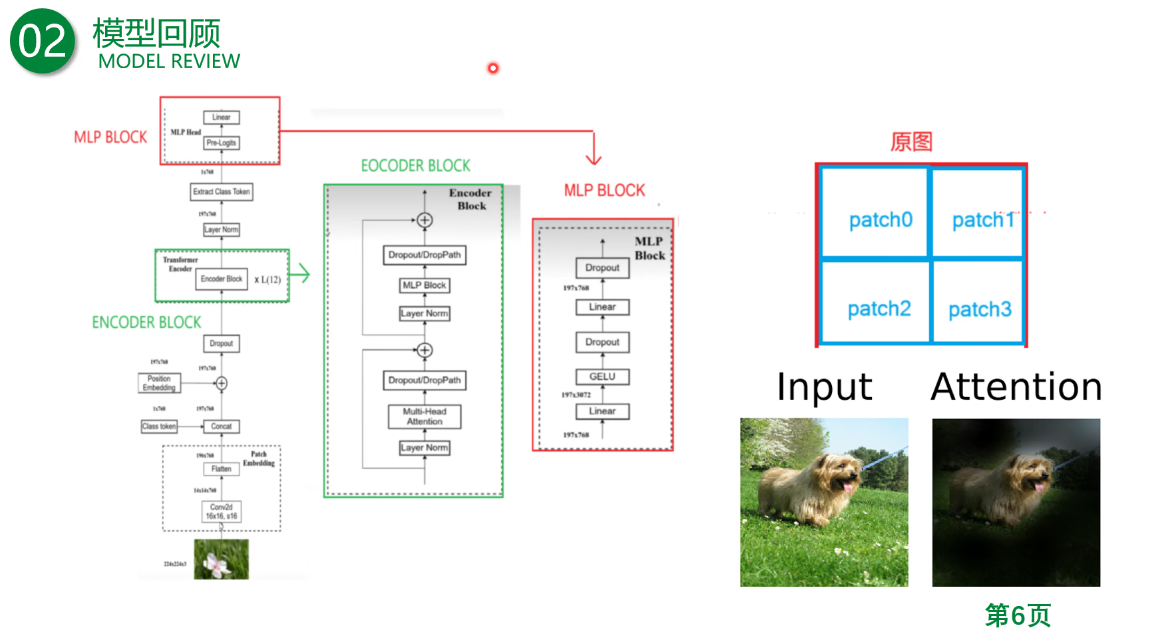 02
模型回顾
MODEL REVIEW
MLP BLOCK
Linear
MLP Head
Pre-Logits
1x768
Extract Class Token
197x768
Layer Norm
Transformer
Encoder
Encoder Block
x L(12)
ENCODER BLOCK
Dropout
197x768
197x768
Position
Embedding
1x768
197x768
Class token
Concat
Patch
Embedding
196x768
Flatten
14x14x768
Conv2d
16x16, s16
224x224x3
EOCODER BLOCK
Encoder
Block
Dropout/DropPath
MLP Block
Layer Norm
Dropout/DropPath
Multi-Head
Attention
Layer Norm
MLP BLOCK
MLP
Block
Dropout
197x768
Linear
Dropout
GELU
197x3072
Linear
197x768
原图
patch0
patch1
patch2
patch3
Input
Attention
第6页